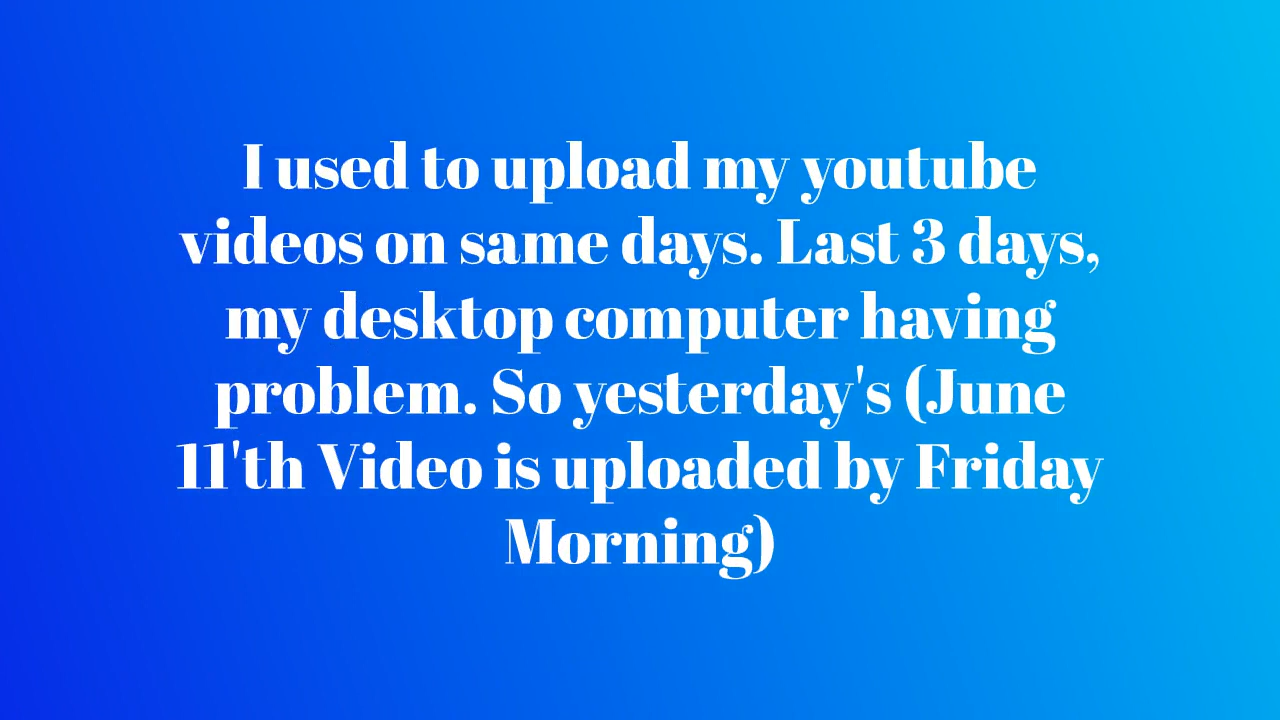 I used to upload my youtube
videos on same days. Last 3 days,
my desktop computer having
problem. So yesterday's (June
11'th Video is uploaded by Friday
Morning)